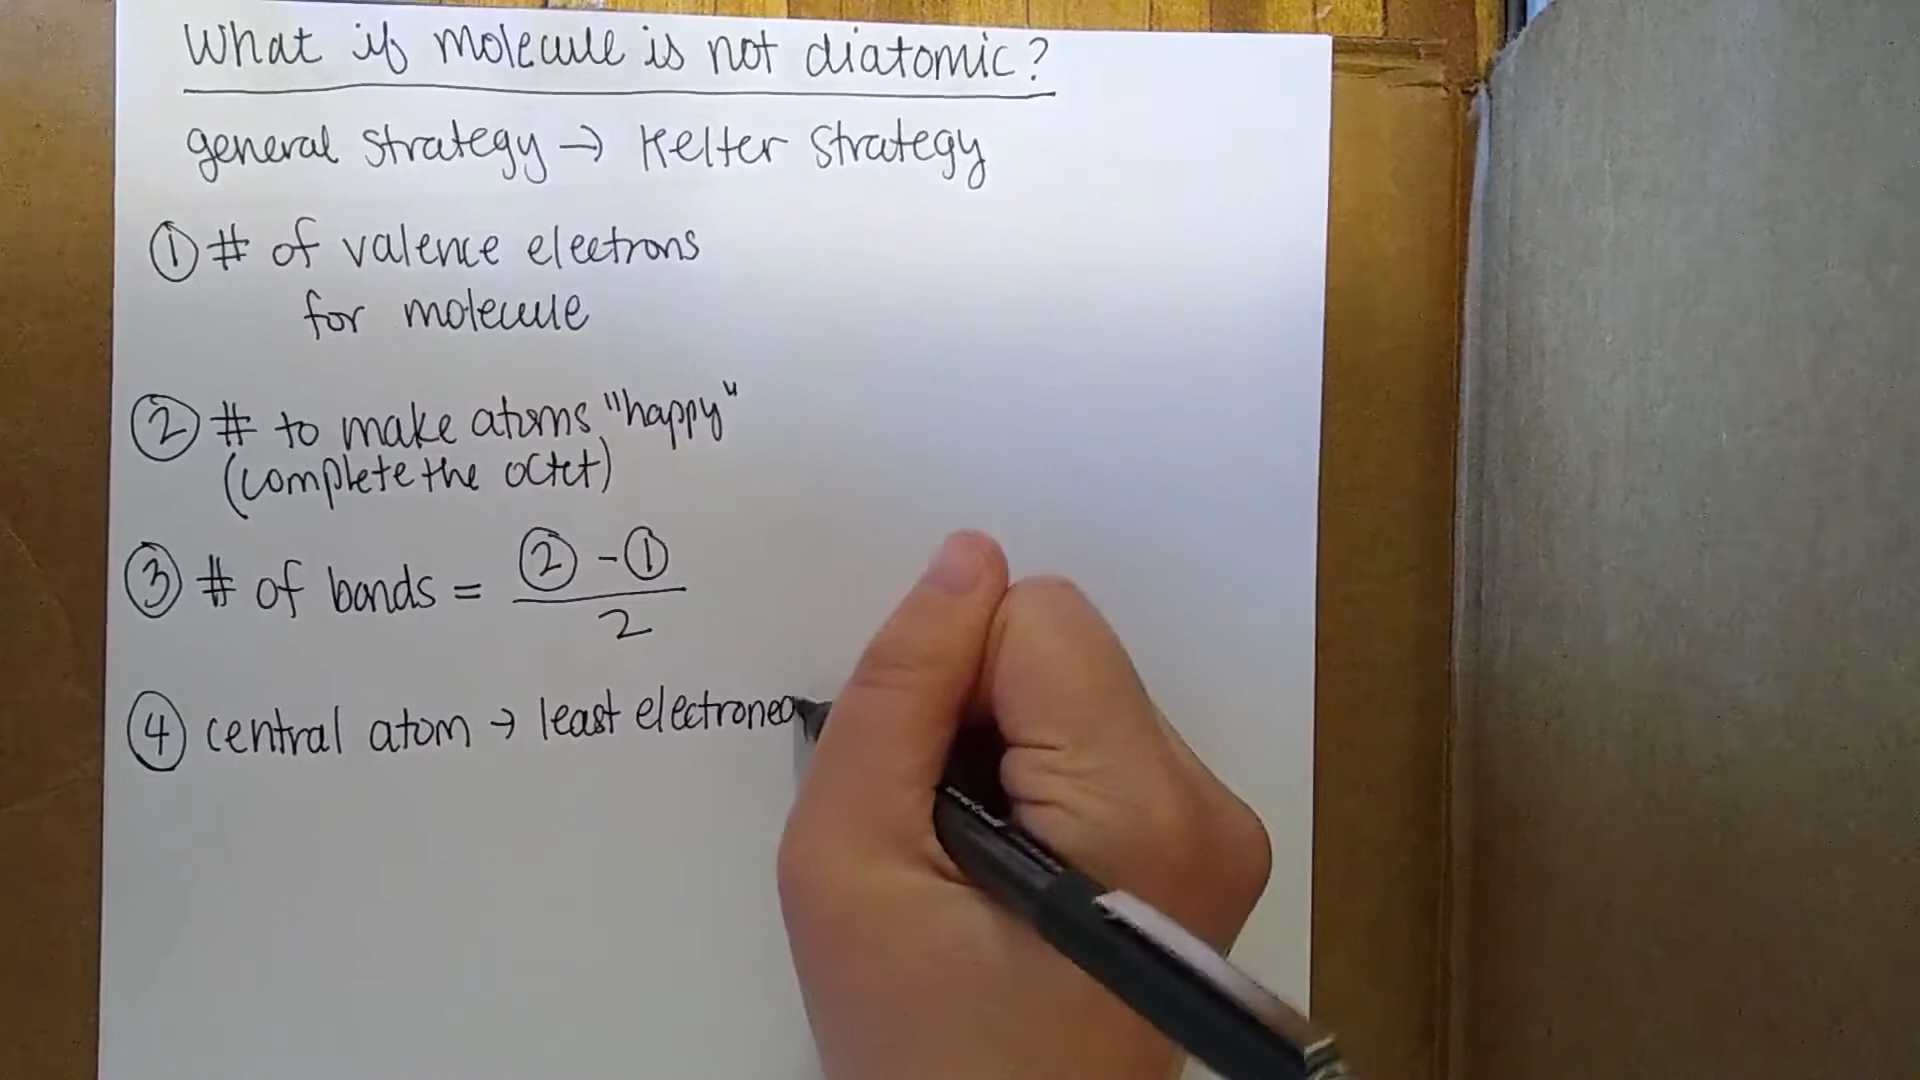 What if molecule is not diatomic?
general strategy → Kelter strategy
① # of valence electrons
for molecule
② # to make atoms "happy"
(complete the octet)
③ # of bonds = ② - ①
2
④ central atom → least electroneg